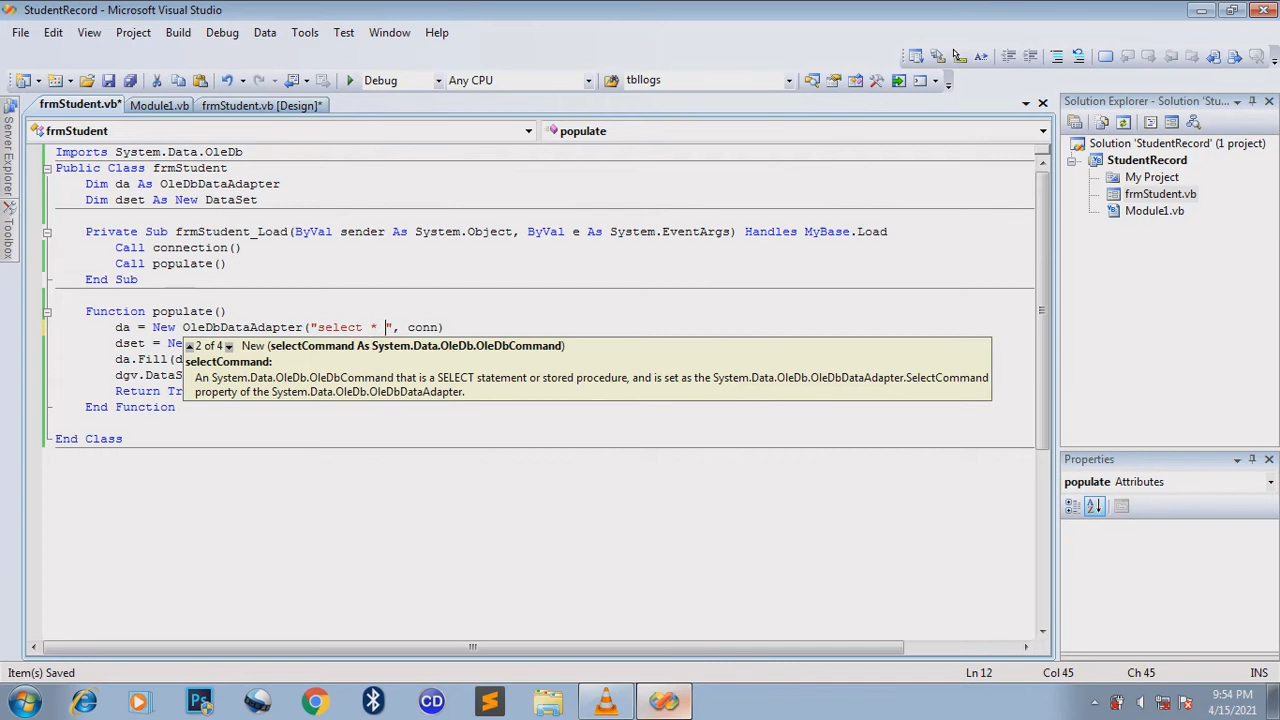 StudentRecord - Microsoft Visual Studio
File Edit View Project Build Debug Data Tools Test Window Help
Debug Any CPU tbllogs
frmStudent.vb* Module1.vb frmStudent.vb [Design]*
Solution Explorer - Solution 'Stu...
frmStudent populate
Server Explorer
Toolbox
Imports System.Data.OleDb
Public Class frmStudent
Dim da As OleDbDataAdapter
Dim dset As New DataSet
Private Sub frmStudent_Load(ByVal sender As System.Object, ByVal e As System.EventArgs) Handles MyBase.Load
Call connection()
Call populate()
End Sub
Function populate()
da = New OleDbDataAdapter("select * ", conn)
dset = Ne
da.Fill(d
dgv.DataS
Return Tr
End Function
End Class
2 of 4 New (selectCommand As System.Data.OleDb.OleDbCommand)
selectCommand:
An System.Data.OleDb.OleDbCommand that is a SELECT statement or stored procedure, and is set as the System.Data.OleDb.OleDbDataAdapter.SelectCommand
property of the System.Data.OleDb.OleDbDataAdapter.
Solution 'StudentRecord' (1 project)
StudentRecord
My Project
frmStudent.vb
Module1.vb
Properties
populate Attributes
Item(s) Saved Ln 12 Col 45 Ch 45 INS
CD
9:54 PM
4/15/2021